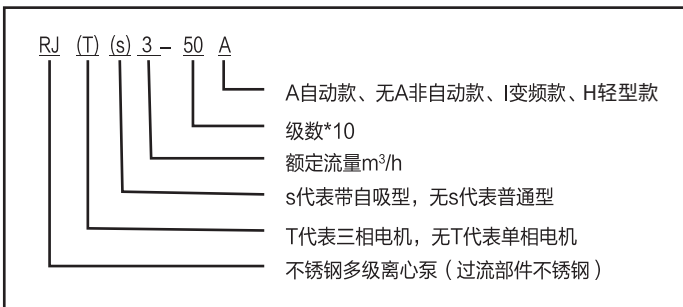 RJ (T) (s) 3 - 50 A
A自动款、无A非自动款、I变频款、H轻型款
级数*10
额定流量m³/h
s代表带自吸型，无s代表普通型
T代表三相电机，无T代表单相电机
不锈钢多级离心泵（过流部件不锈钢）